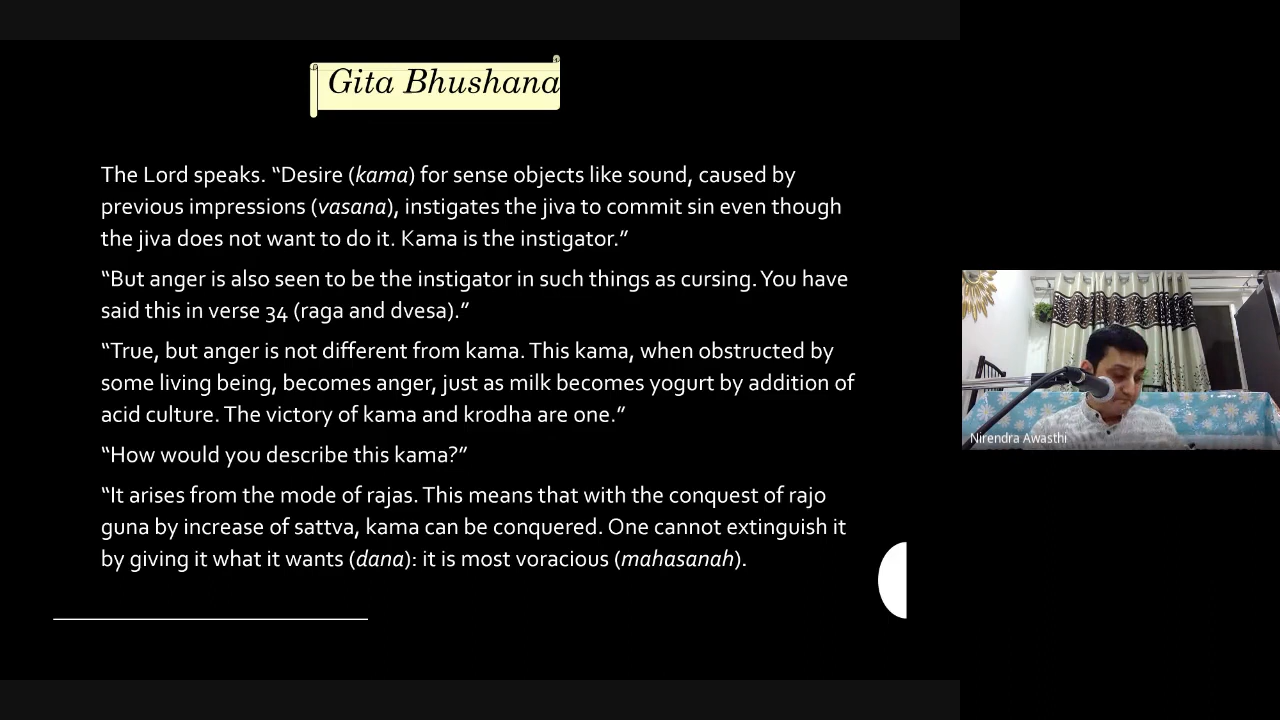 Gita Bhushana
The Lord speaks. “Desire (kama) for sense objects like sound, caused by
previous impressions (vasana), instigates the jiva to commit sin even though
the jiva does not want to do it. Kama is the instigator.”
“But anger is also seen to be the instigator in such things as cursing. You have
said this in verse 34 (raga and dvesa).”
“True, but anger is not different from kama. This kama, when obstructed by
some living being, becomes anger, just as milk becomes yogurt by addition of
acid culture. The victory of kama and krodha are one.”
“How would you describe this kama?”
“It arises from the mode of rajas. This means that with the conquest of rajo
guna by increase of sattva, kama can be conquered. One cannot extinguish it
by giving it what it wants (dana): it is most voracious (mahasanah).
Nirendra Awasthi